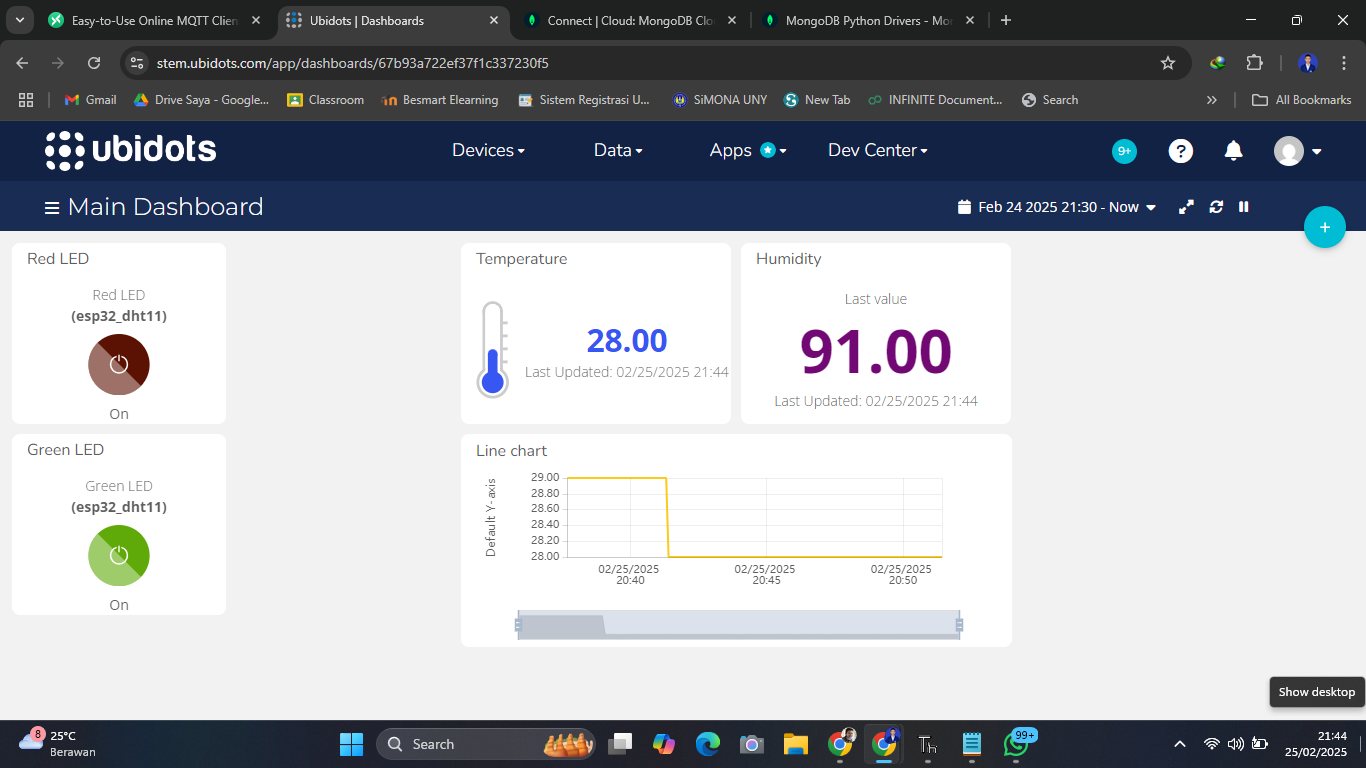 Easy-to-Use Online MQTT Clien
Ubidots | Dashboards
Connect | Cloud: MongoDB Clo
MongoDB Python Drivers - Mon
stem.ubidots.com/app/dashboards/67b93a722ef37f1c337230f5
Gmail
Drive Saya - Google...
Classroom
Besmart Elearning
Sistem Registrasi U...
SiMONA UNY
New Tab
INFINITE Document...
Search
All Bookmarks
ubidots
Devices
Data
Apps
Dev Center
9+
?
Main Dashboard
Feb 24 2025 21:30 - Now
+
Red LED
Red LED
(esp32_dht11)
On
Green LED
Green LED
(esp32_dht11)
On
Temperature
28.00
Last Updated: 02/25/2025 21:44
Humidity
Last value
91.00
Last Updated: 02/25/2025 21:44
Line chart
Default Y-axis
29.00
28.80
28.60
28.40
28.20
28.00
02/25/2025
20:40
02/25/2025
20:45
02/25/2025
20:50
Show desktop
8
25°C
Berawan
Search
99+
21:44
25/02/2025